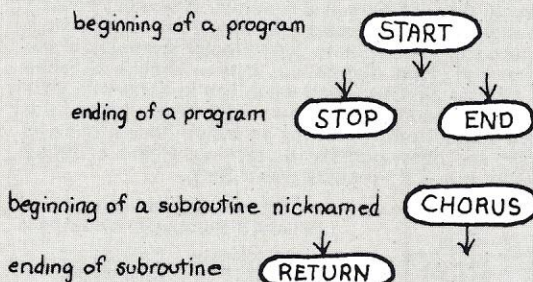 beginning of a program START
ending of a program STOP END
beginning of a subroutine nicknamed CHORUS
ending of subroutine RETURN